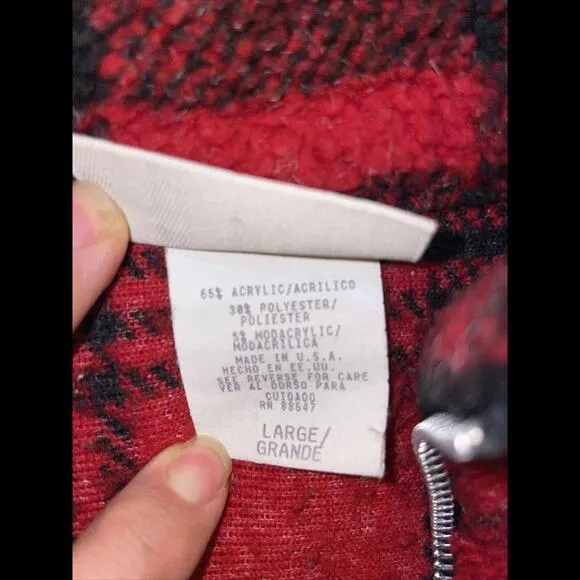 65% ACRYLIC/ACRILICO
30% POLYESTER/
POLIESTER
5% MODACRYLIC/
MODACRILICA
MADE IN U.S.A.
HECHO EN EE.UU.
SEE REVERSE FOR CARE
VER AL DORSO PARA
CUIDADO
RN 88647
LARGE/
GRANDE